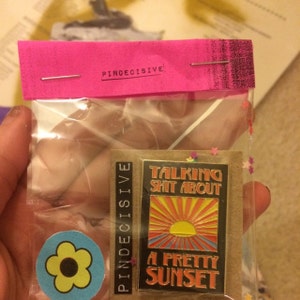 PINDECISIVE
PINDECISIVE
TALKING
SHIT ABOUT
A PRETTY
SUNSET